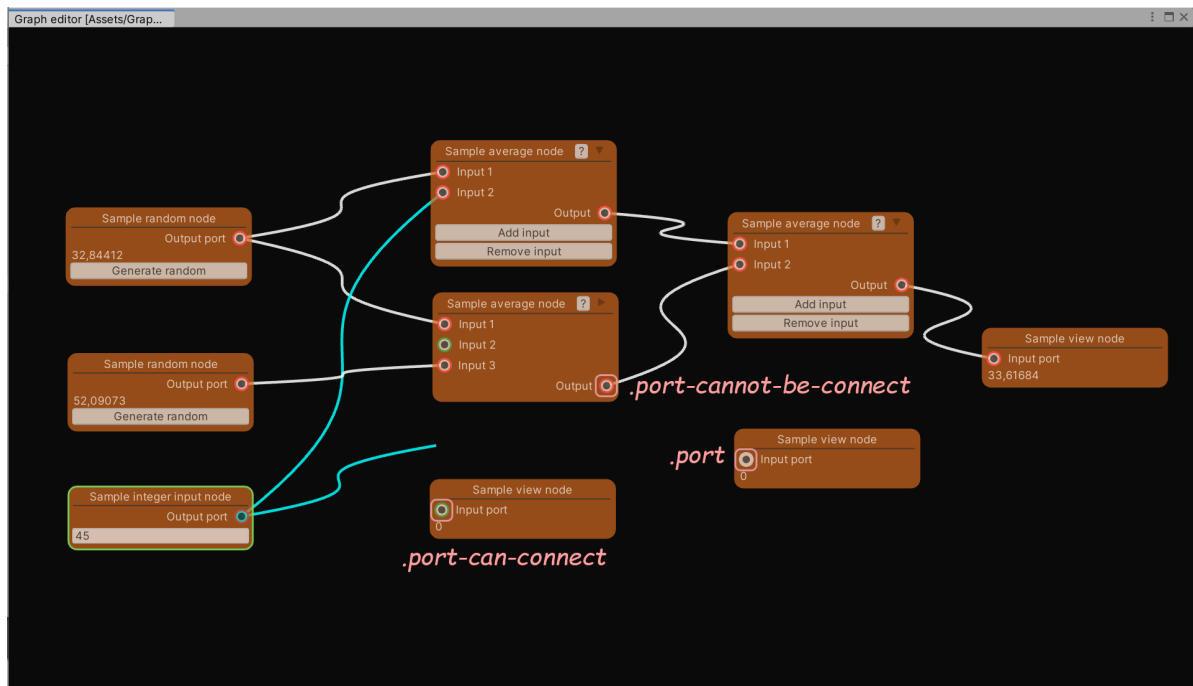 Graph editor [Assets/Grap...
Sample average node ?
Input 1
Input 2
Output
Add input
Remove input
Sample random node
Output port
32,84412
Generate random
Sample average node ?
Input 1
Input 2
Output
Add input
Remove input
Sample average node ?
Input 1
Input 2
Input 3
Output
.port-cannot-be-connect
Sample view node
Input port
33,61684
Sample random node
Output port
52,09073
Generate random
.port
Sample view node
Input port
0
Sample integer input node
Output port
45
Sample view node
Input port
0
.port-can-connect